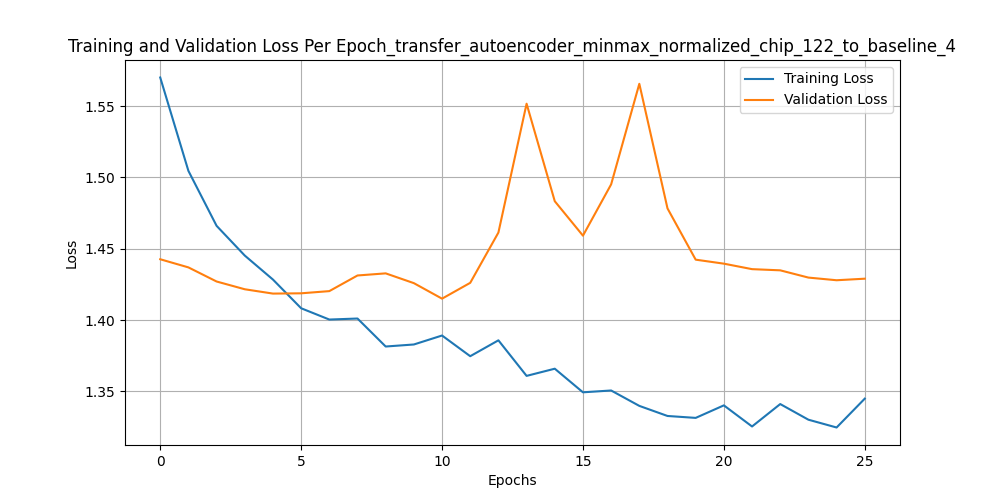 Training and Validation Loss Per Epoch_transfer_autoencoder_minmax_normalized_chip_122_to_baseline_4
Training Loss
Validation Loss
1.55
1.50
1.45
1.40
1.35
Loss
0 5 10 15 20 25
Epochs